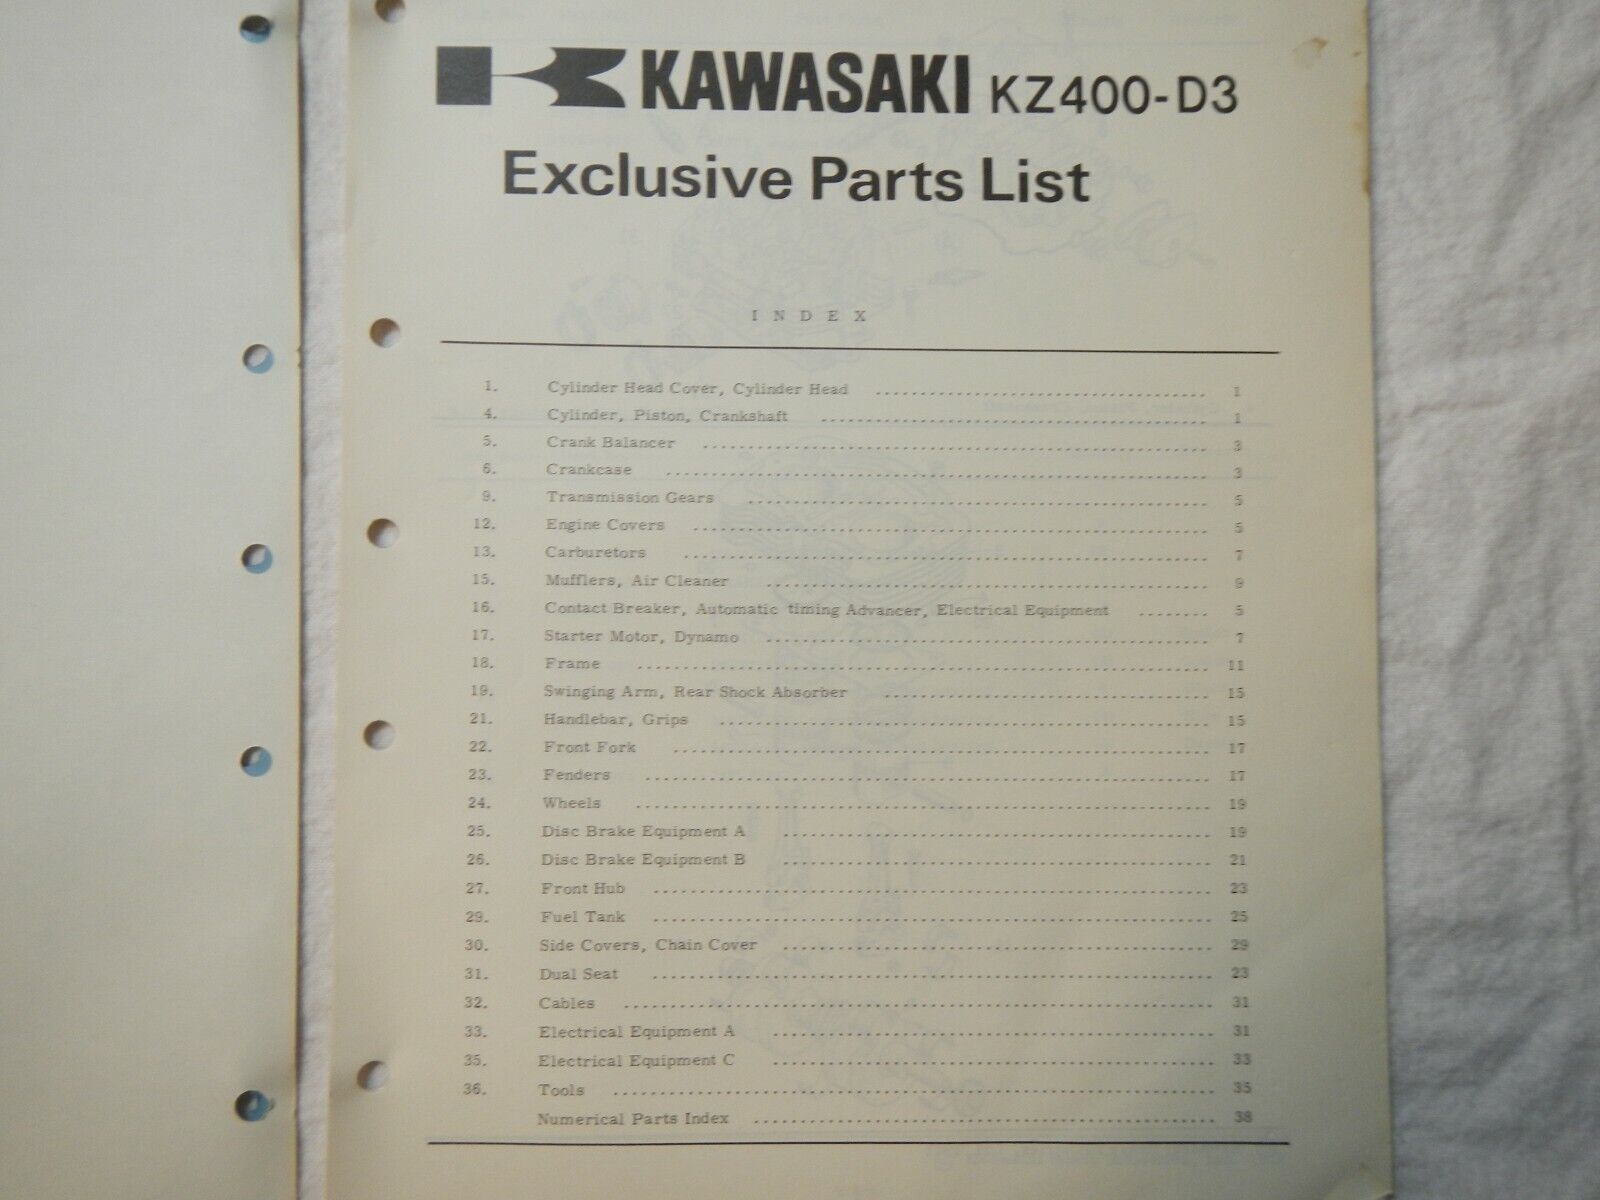 KAWASAKI KZ400-D3
Exclusive Parts List
INDEX
1. Cylinder Head Cover, Cylinder Head ........ 1
4. Cylinder, Piston, Crankshaft ........ 1
5. Crank Balancer ........ 3
6. Crankcase ........ 3
9. Transmission Gears ........ 5
12. Engine Covers ........ 5
13. Carburetors ........ 7
15. Mufflers, Air Cleaner ........ 9
16. Contact Breaker, Automatic timing Advancer, Electrical Equipment ........ 5
17. Starter Motor, Dynamo ........ 7
18. Frame ........ 11
19. Swinging Arm, Rear Shock Absorber ........ 15
21. Handlebar, Grips ........ 15
22. Front Fork ........ 17
23. Fenders ........ 17
24. Wheels ........ 19
25. Disc Brake Equipment A ........ 19
26. Disc Brake Equipment B ........ 21
27. Front Hub ........ 23
29. Fuel Tank ........ 25
30. Side Covers, Chain Cover ........ 29
31. Dual Seat ........ 23
32. Cables ........ 31
33. Electrical Equipment A ........ 31
35. Electrical Equipment C ........ 33
36. Tools ........ 35
Numerical Parts Index ........ 38